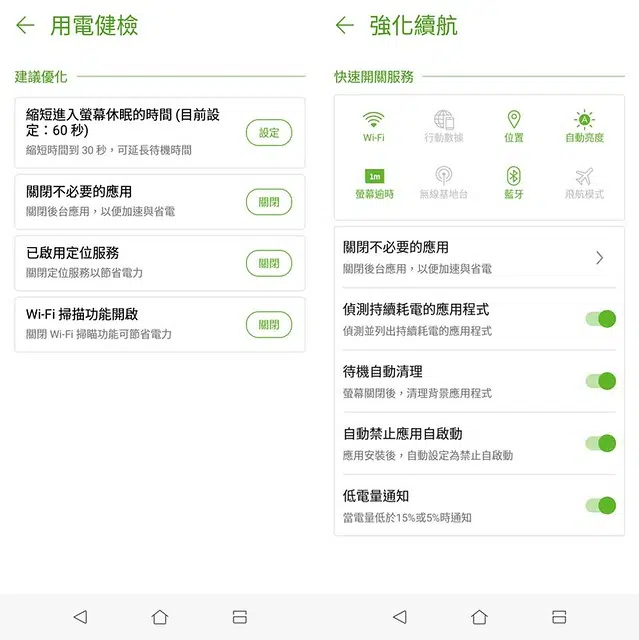 用電健檢
建議優化
縮短進入螢幕休眠的時間 (目前設
定：60 秒)
縮短時間到 30 秒，可延長待機時間
設定
關閉不必要的應用
關閉後台應用，以便加速與省電
關閉
已啟用定位服務
關閉定位服務以節省電力
關閉
Wi-Fi 掃描功能開啟
關閉 Wi-Fi 掃瞄功能可節省電力
關閉
強化續航
快速開關服務
Wi-Fi
行動數據
位置
A
自動亮度
1m
螢幕逾時
無線基地台
藍牙
飛航模式
關閉不必要的應用
關閉後台應用，以便加速與省電
偵測持續耗電的應用程式
偵測並列出持續耗電的應用程式
待機自動清理
螢幕關閉後，清理背景應用程式
自動禁止應用自啟動
應用安裝後，自動設定為禁止自啟動
低電量通知
當電量低於15%或5%時通知